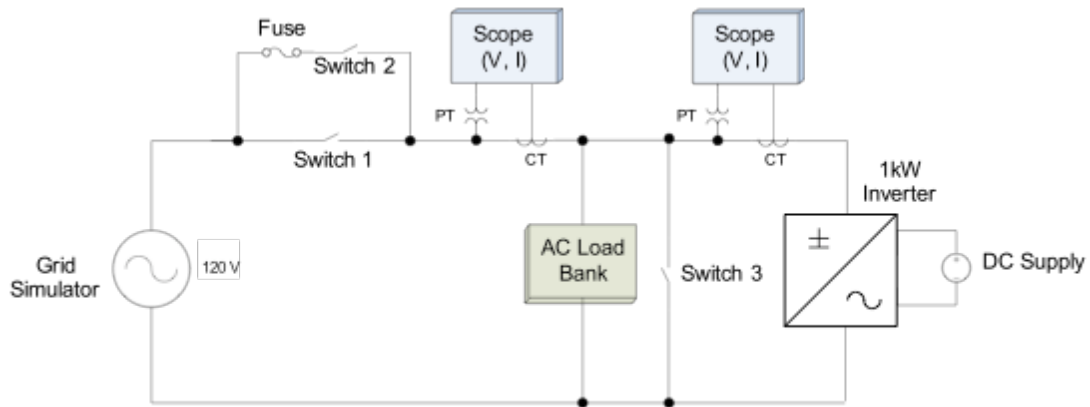 Fuse
Switch 2
Scope
(V, I)
Scope
(V, I)
PT
PT
Switch 1
CT
CT
1kW
Inverter
Grid
Simulator
120 V
AC Load
Bank
Switch 3
DC Supply